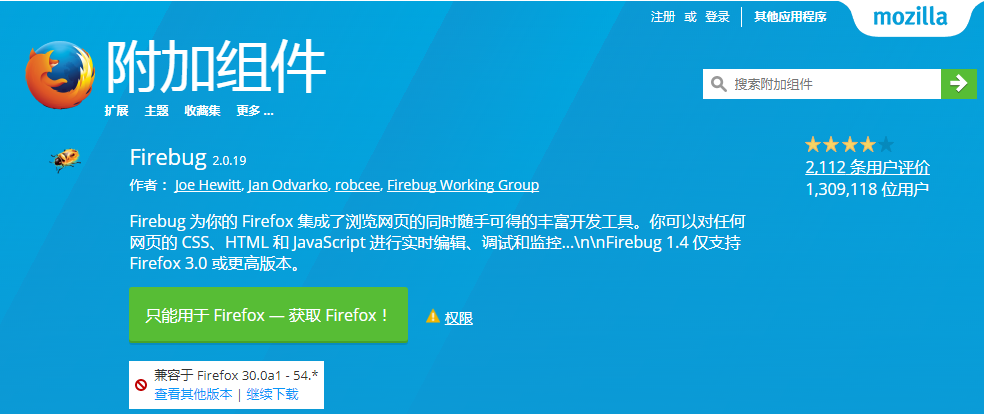 注册 或 登录 其他应用程序 mozilla
附加组件
扩展 主题 收藏集 更多 ...
搜索附加组件
Firebug 2.0.19
作者： Joe Hewitt, Jan Odvarko, robcee, Firebug Working Group
2,112 条用户评价
1,309,118 位用户
Firebug 为你的 Firefox 集成了浏览网页的同时随手可得的丰富开发工具。你可以对任何
网页的 CSS、HTML 和 JavaScript 进行实时编辑、调试和监控...\n\nFirebug 1.4 仅支持
Firefox 3.0 或更高版本。
只能用于 Firefox — 获取 Firefox！
权限
兼容于 Firefox 30.0a1 - 54.*
查看其他版本 | 继续下载